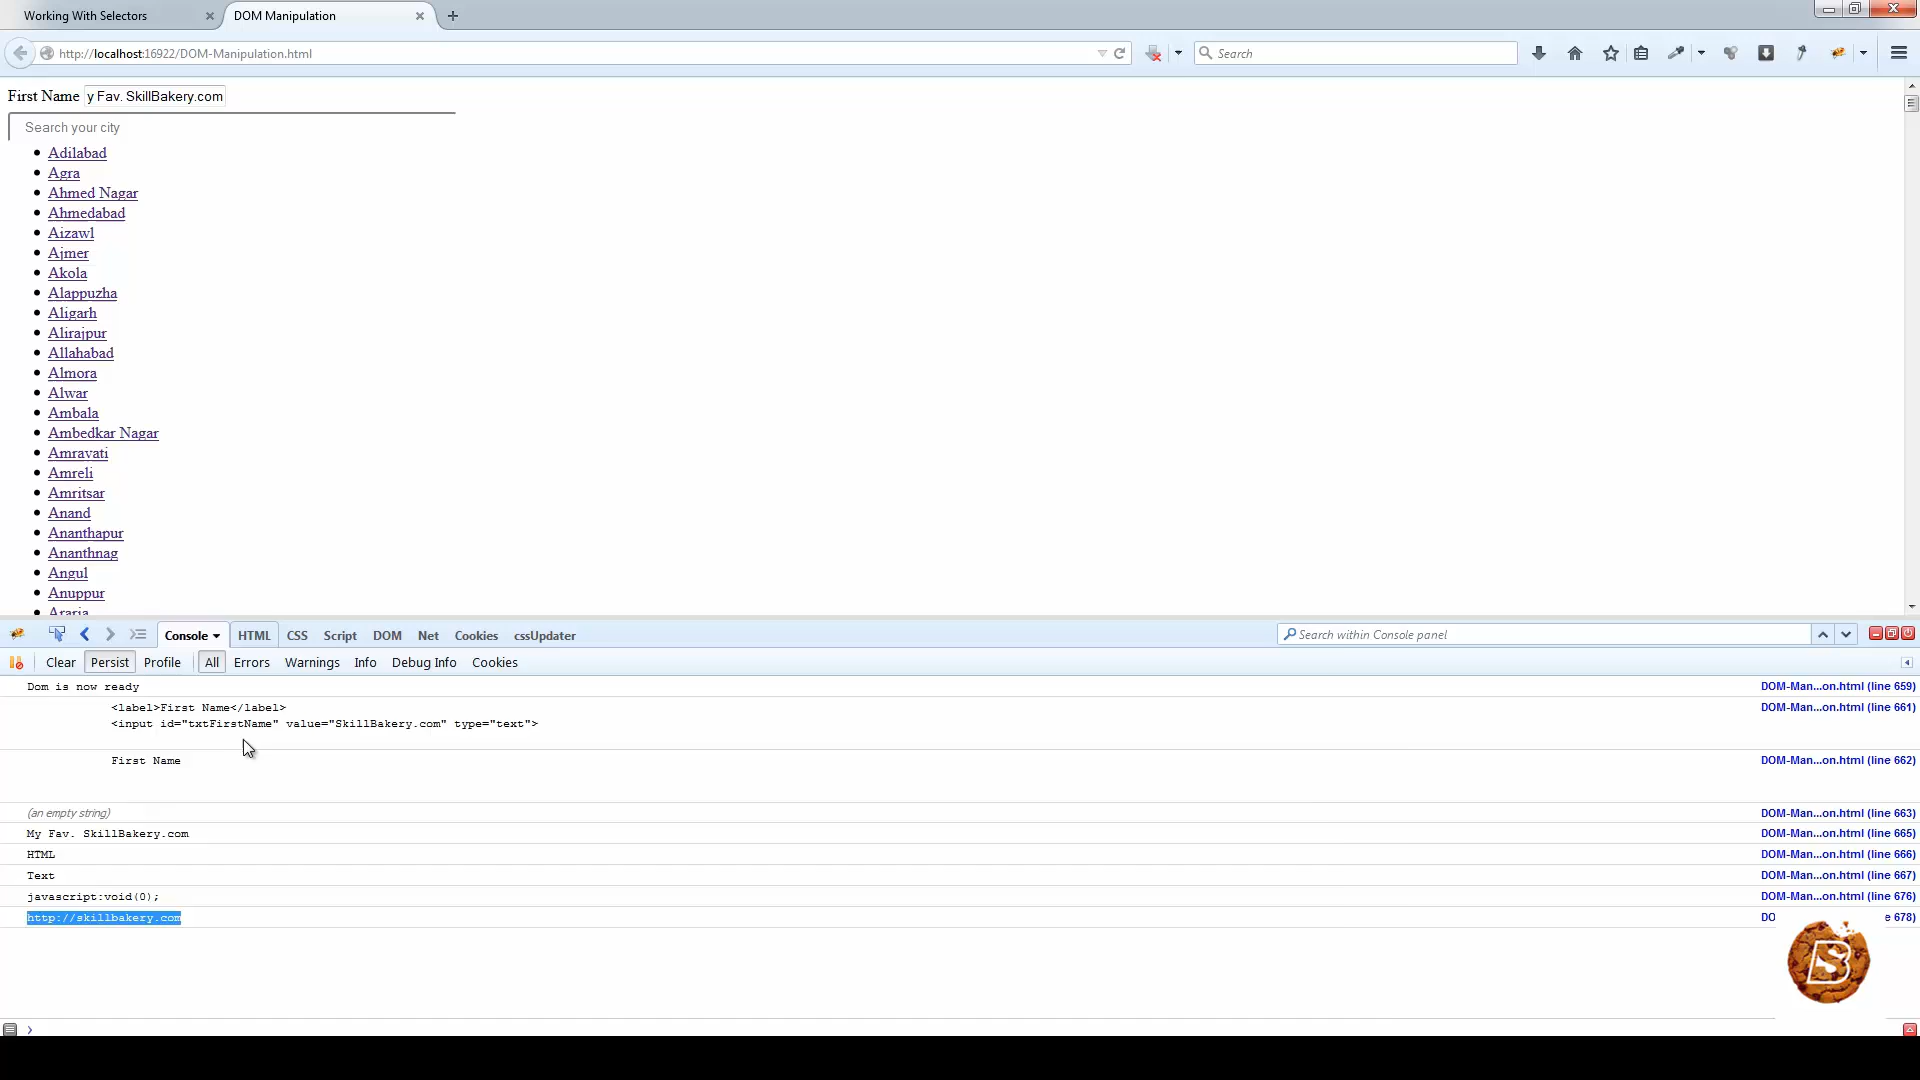 Working With Selectors
DOM Manipulation
http://localhost:16922/DOM-Manipulation.html
Search
First Name y Fav. SkillBakery.com
Search your city
Adilabad
Agra
Ahmed Nagar
Ahmedabad
Aizawl
Ajmer
Akola
Alappuzha
Aligarh
Alirajpur
Allahabad
Almora
Alwar
Ambala
Ambedkar Nagar
Amravati
Amreli
Amritsar
Anand
Ananthapur
Ananthnag
Angul
Anuppur
Araria
Console HTML CSS Script DOM Net Cookies cssUpdater
Search within Console panel
Clear Persist Profile All Errors Warnings Info Debug Info Cookies
Dom is now ready DOM-Man...on.html (line 659)
<label>First Name</label> DOM-Man...on.html (line 661)
<input id="txtFirstName" value="SkillBakery.com" type="text">
First Name DOM-Man...on.html (line 662)
(an empty string) DOM-Man...on.html (line 663)
My Fav. SkillBakery.com DOM-Man...on.html (line 665)
HTML DOM-Man...on.html (line 666)
Text DOM-Man...on.html (line 667)
javascript:void(0); DOM-Man...on.html (line 676)
http://skillbakery.com DO e 678)